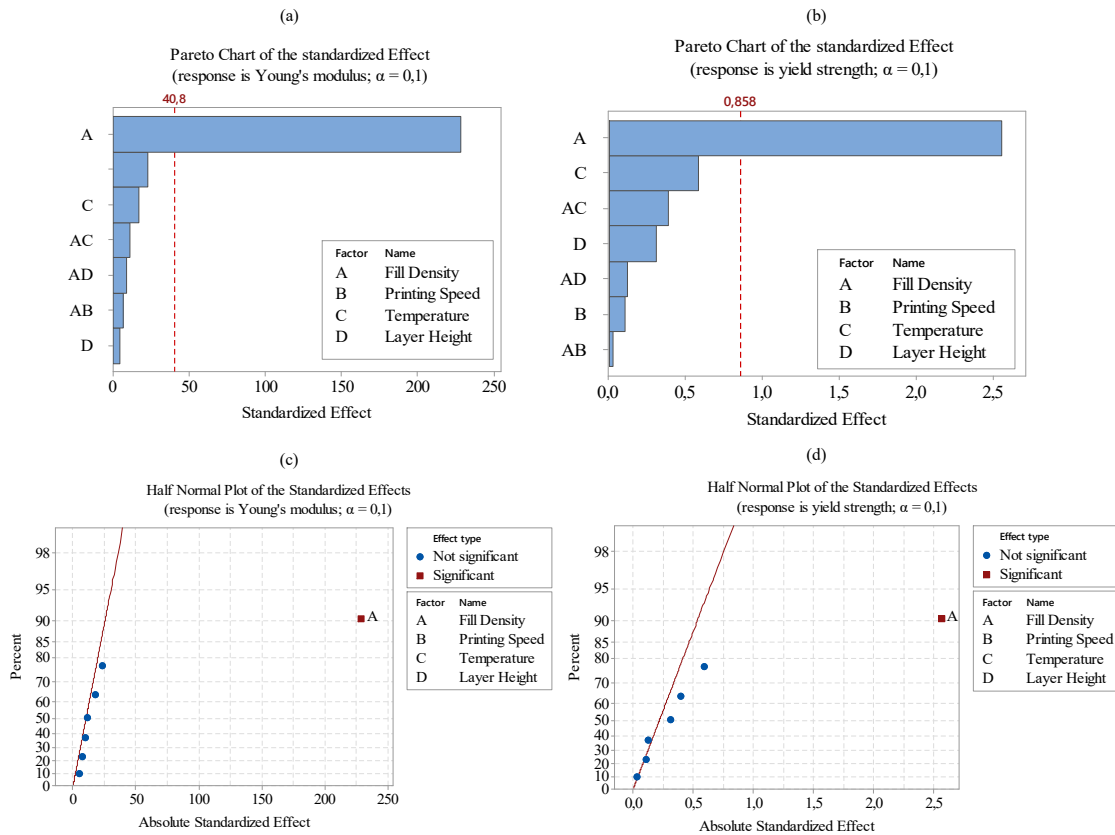 (a)
Pareto Chart of the standardized Effect
(response is Young's modulus; α = 0,1)
40,8
A
C
AC
AD
AB
D
Factor Name
A Fill Density
B Printing Speed
C Temperature
D Layer Height
0 50 100 150 200 250
Standardized Effect
(b)
Pareto Chart of the standardized Effect
(response is yield strength; α = 0,1)
0,858
A
C
AC
D
AD
B
AB
Factor Name
A Fill Density
B Printing Speed
C Temperature
D Layer Height
0,0 0,5 1,0 1,5 2,0 2,5
Standardized Effect
(c)
Half Normal Plot of the Standardized Effects
(response is Young's modulus; α = 0,1)
Percent
98
95
90
85
80
70
60
50
40
30
20
10
0
A
0 50 100 150 200 250
Absolute Standardized Effect
Effect type
Not significant
Significant
Factor Name
A Fill Density
B Printing Speed
C Temperature
D Layer Height
(d)
Half Normal Plot of the Standardized Effects
(response is yield strength; α = 0,1)
Percent
98
95
90
85
80
70
60
50
40
30
20
10
0
A
0,0 0,5 1,0 1,5 2,0 2,5
Absolute Standardized Effect
Effect type
Not significant
Significant
Factor Name
A Fill Density
B Printing Speed
C Temperature
D Layer Height